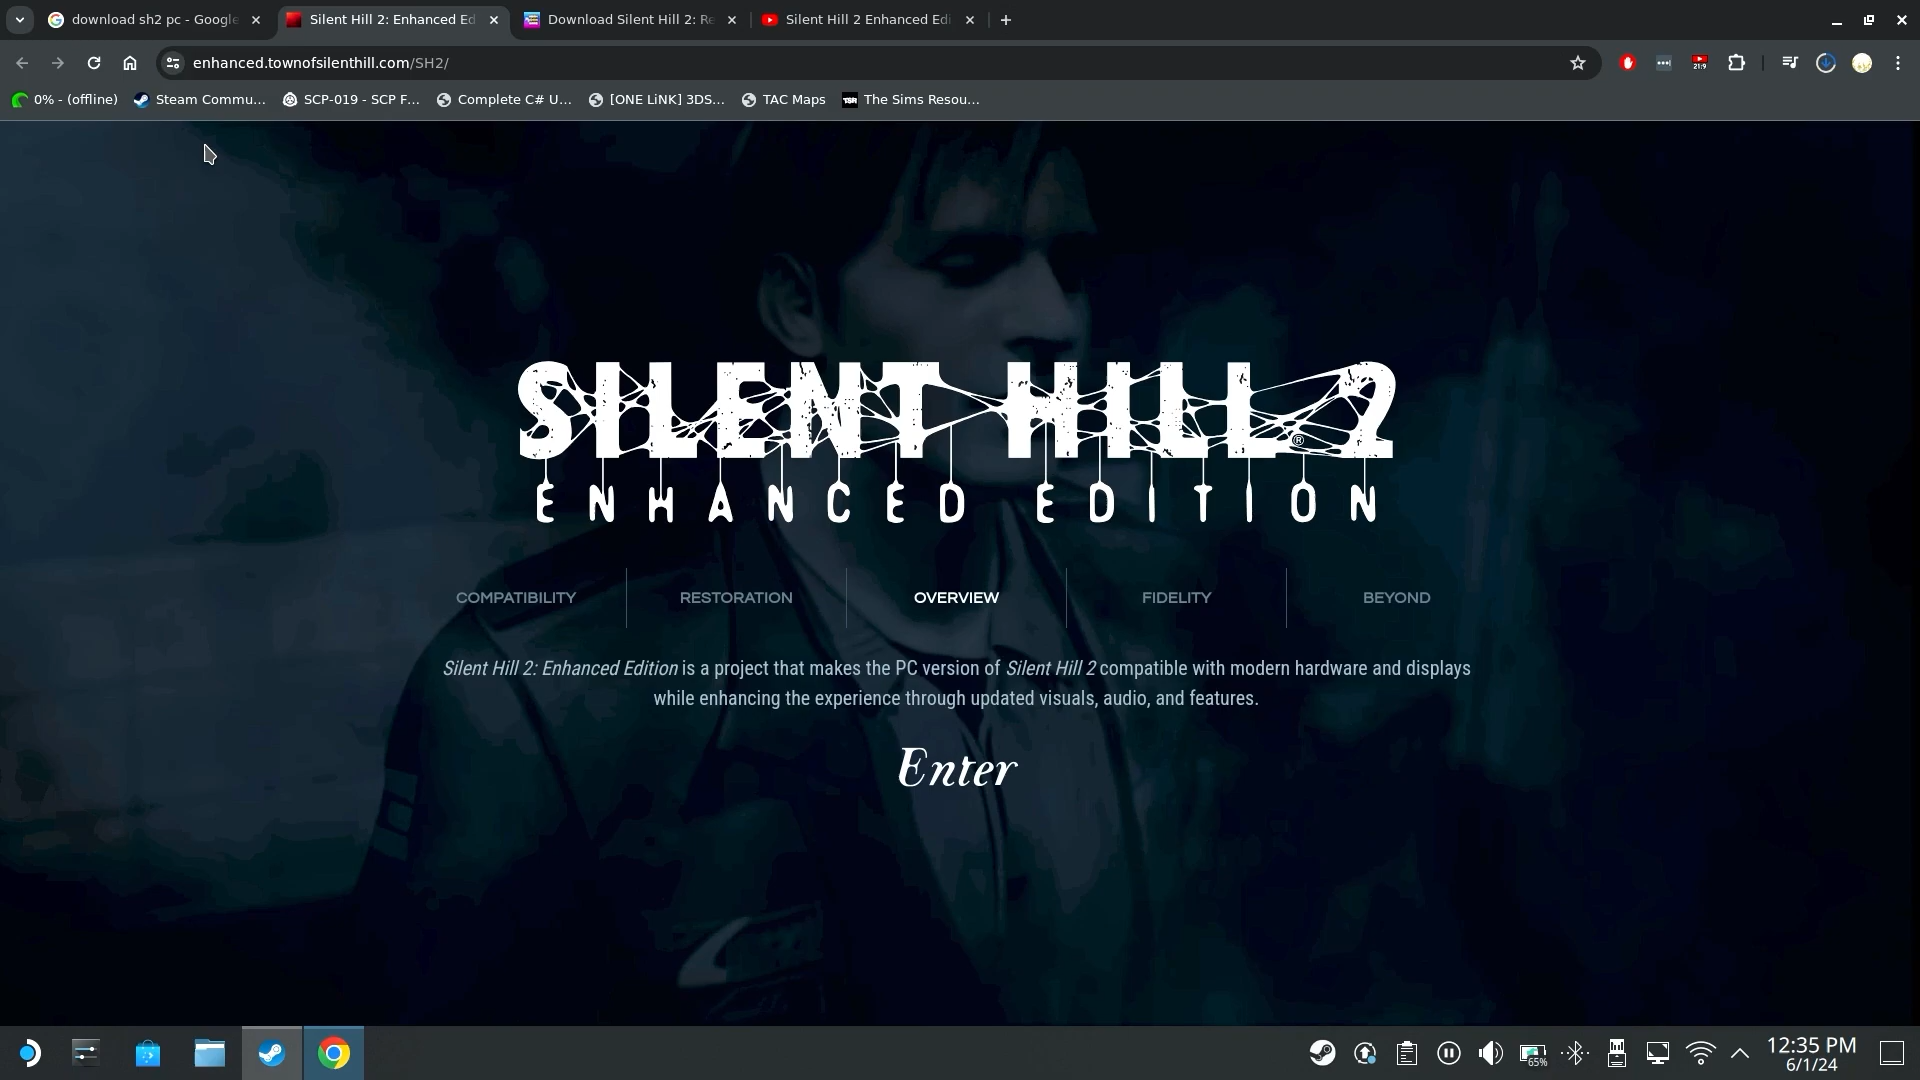 download sh2 pc - Google
Silent Hill 2: Enhanced Ed
Download Silent Hill 2: Re
Silent Hill 2 Enhanced Edi
enhanced.townofsilenthill.com/SH2/
21:9
0% - (offline)
Steam Commu...
SCP-019 - SCP F...
Complete C# U...
[ONE LiNK] 3DS...
TAC Maps
TSR
The Sims Resou...
SILENT HILL 2
®
ENHANCED EDITION
COMPATIBILITY
RESTORATION
OVERVIEW
FIDELITY
BEYOND
Silent Hill 2: Enhanced Edition is a project that makes the PC version of Silent Hill 2 compatible with modern hardware and displays
while enhancing the experience through updated visuals, audio, and features.
Enter
65%
12:35 PM
6/1/24